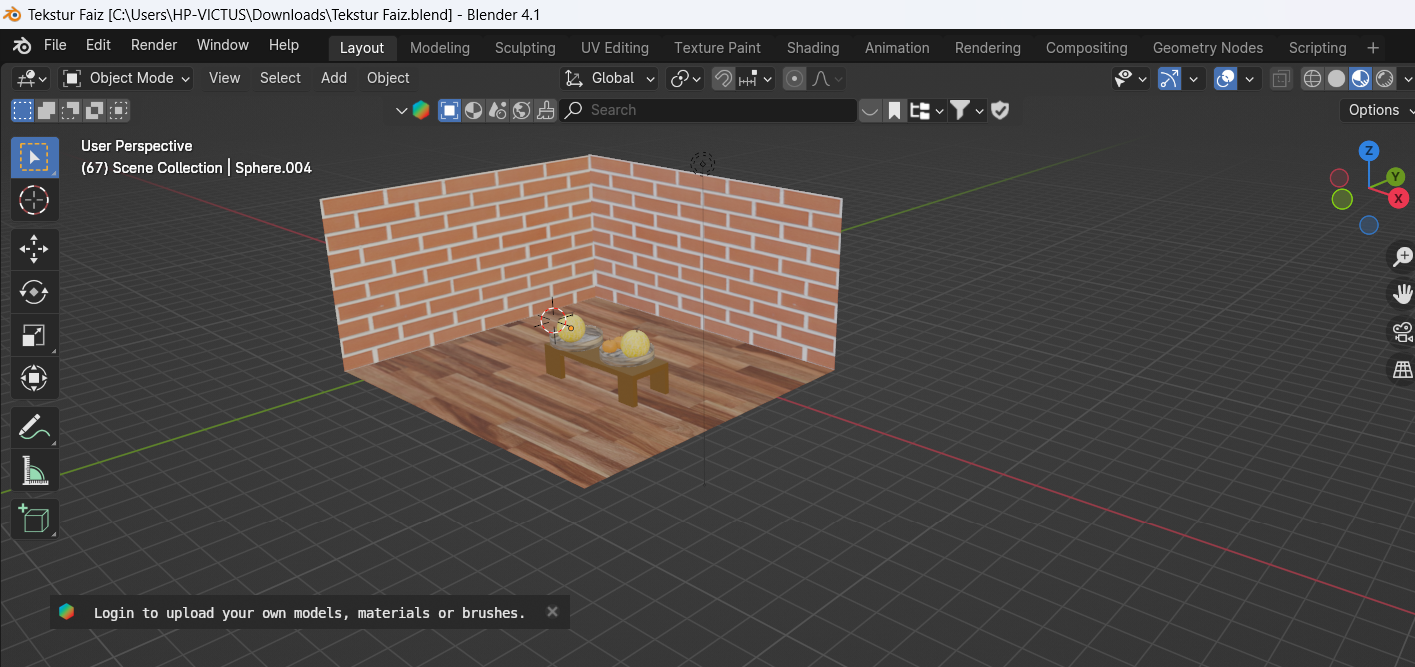 Tekstur Faiz [C:\Users\HP-VICTUS\Downloads\Tekstur Faiz.blend] - Blender 4.1
File Edit Render Window Help Layout Modeling Sculpting UV Editing Texture Paint Shading Animation Rendering Compositing Geometry Nodes Scripting +
Object Mode View Select Add Object Global
Search Options
User Perspective
(67) Scene Collection | Sphere.004
Z
Y
X
Login to upload your own models, materials or brushes.